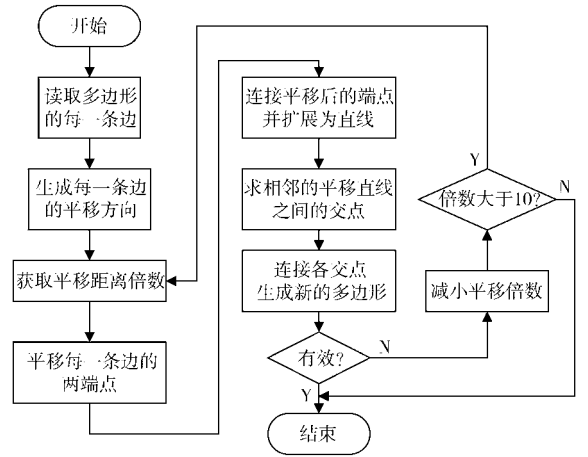 开始
读取多边形
的每一条边
生成每一条边
的平移方向
获取平移距离倍数
平移每一条边的
两端点
连接平移后的端点
并扩展为直线
求相邻的平移直线
之间的交点
连接各交点
生成新的多边形
有效?
N
Y
结束
减小平移倍数
倍数大于10?
Y
N